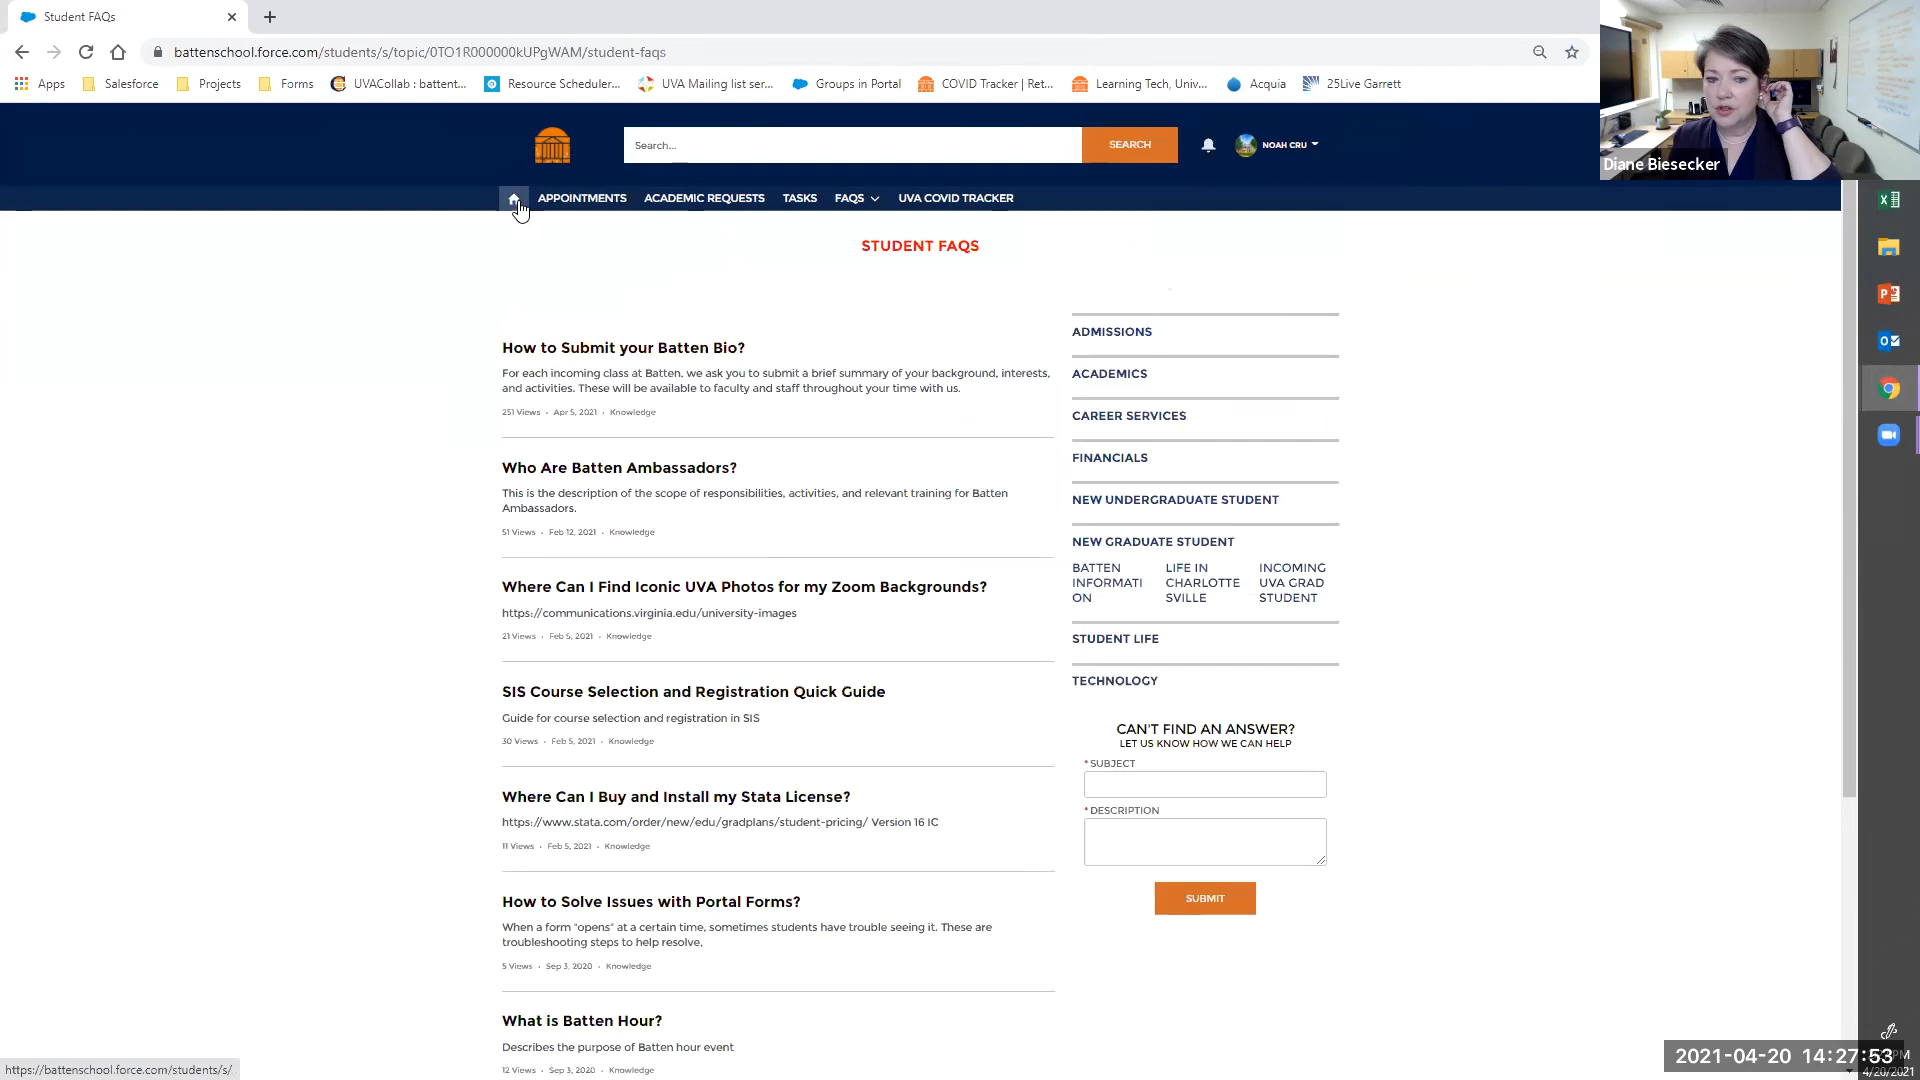 Student FAQs
battenschool.force.com/students/s/topic/0TO1R000000kUPgWAM/student-faqs
Apps Salesforce Projects Forms UVACollab : battent... Resource Scheduler... UVA Mailing list ser... Groups in Portal COVID Tracker | Ret... Learning Tech, Univ... Acquia 25Live Garrett
Diane Biesecker
Search...
SEARCH
NOAH CRU
APPOINTMENTS ACADEMIC REQUESTS TASKS FAQS UVA COVID TRACKER
STUDENT FAQS
How to Submit your Batten Bio?
For each incoming class at Batten, we ask you to submit a brief summary of your background, interests,
and activities. These will be available to faculty and staff throughout your time with us.
251 Views • Apr 5, 2021 • Knowledge
Who Are Batten Ambassadors?
This is the description of the scope of responsibilities, activities, and relevant training for Batten
Ambassadors.
51 Views • Feb 12, 2021 • Knowledge
Where Can I Find Iconic UVA Photos for my Zoom Backgrounds?
https://communications.virginia.edu/university-images
21 Views • Feb 5, 2021 • Knowledge
SIS Course Selection and Registration Quick Guide
Guide for course selection and registration in SIS
30 Views • Feb 5, 2021 • Knowledge
Where Can I Buy and Install my Stata License?
https://www.stata.com/order/new/edu/gradplans/student-pricing/ Version 16 IC
11 Views • Feb 5, 2021 • Knowledge
How to Solve Issues with Portal Forms?
When a form "opens" at a certain time, sometimes students have trouble seeing it. These are
troubleshooting steps to help resolve,
5 Views • Sep 3, 2020 • Knowledge
What is Batten Hour?
Describes the purpose of Batten hour event
12 Views • Sep 3, 2020 • Knowledge
ADMISSIONS
ACADEMICS
CAREER SERVICES
FINANCIALS
NEW UNDERGRADUATE STUDENT
NEW GRADUATE STUDENT
BATTEN
INFORMATI
ON
LIFE IN
CHARLOTTE
SVILLE
INCOMING
UVA GRAD
STUDENT
STUDENT LIFE
TECHNOLOGY
CAN'T FIND AN ANSWER?
LET US KNOW HOW WE CAN HELP
* SUBJECT
* DESCRIPTION
SUBMIT
https://battenschool.force.com/students/s/
2021-04-20 14:27:53
4/20/2021